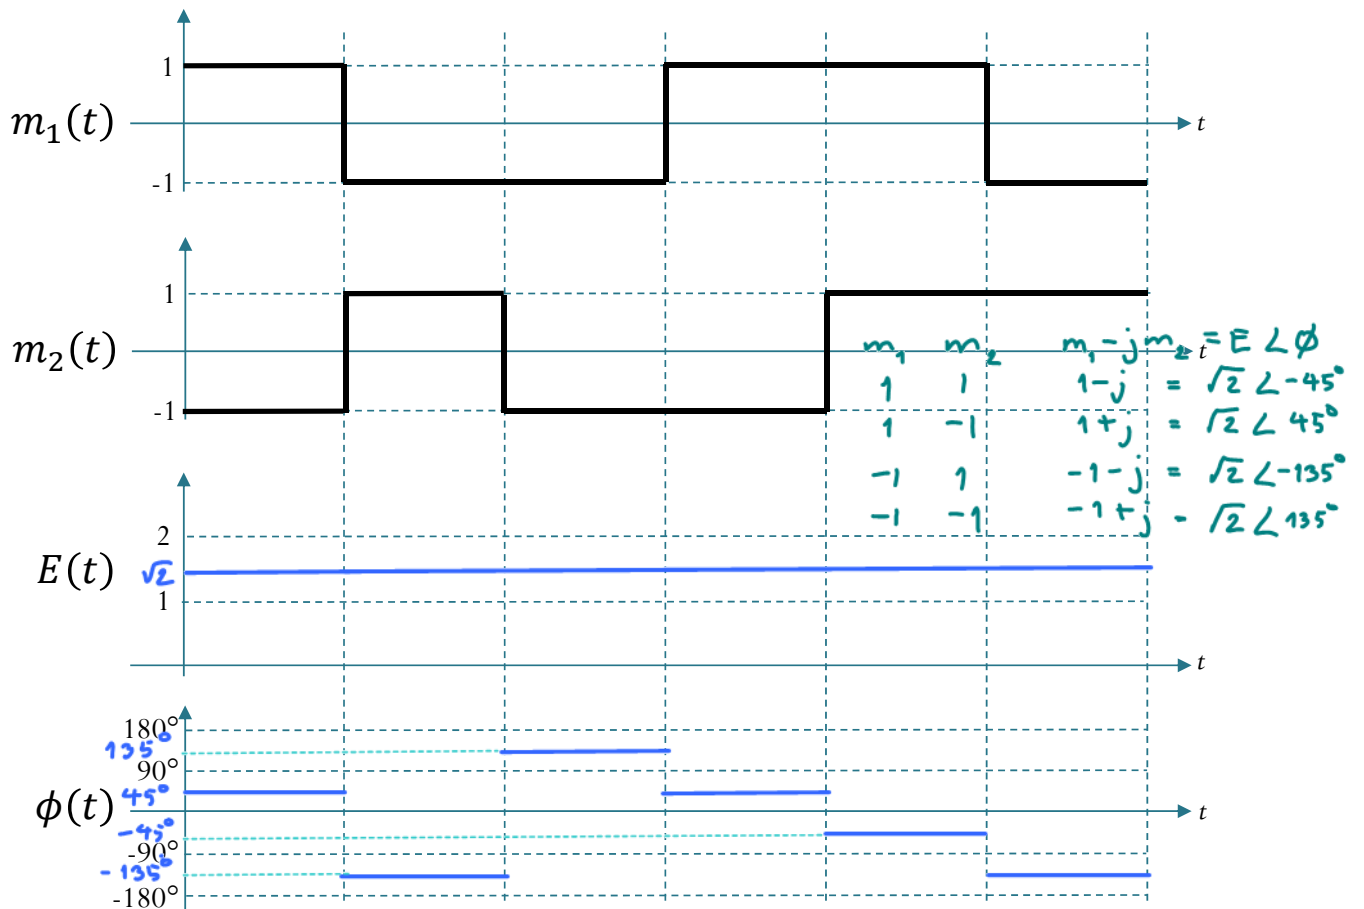 1
m₁(t)
t
-1
1
m₂(t)
t
-1
m₁ m₂ m₁-jm₂ = E∠ϕ
1 1 1-j = √2∠-45°
1 -1 1+j = √2∠45°
-1 1 -1-j = √2∠-135°
-1 -1 -1+j = √2∠135°
2
E(t) √2
1
t
180°
135°
90°
45°
ϕ(t)
t
-45°
-90°
-135°
-180°